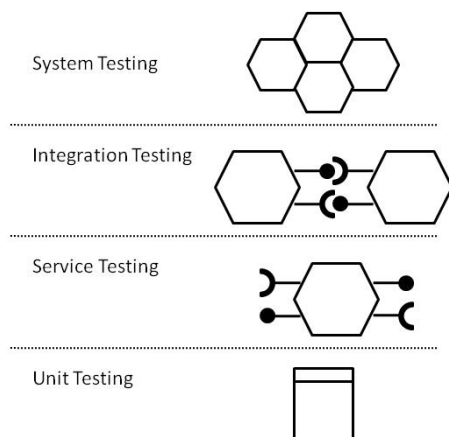 System Testing
Integration Testing
Service Testing
Unit Testing